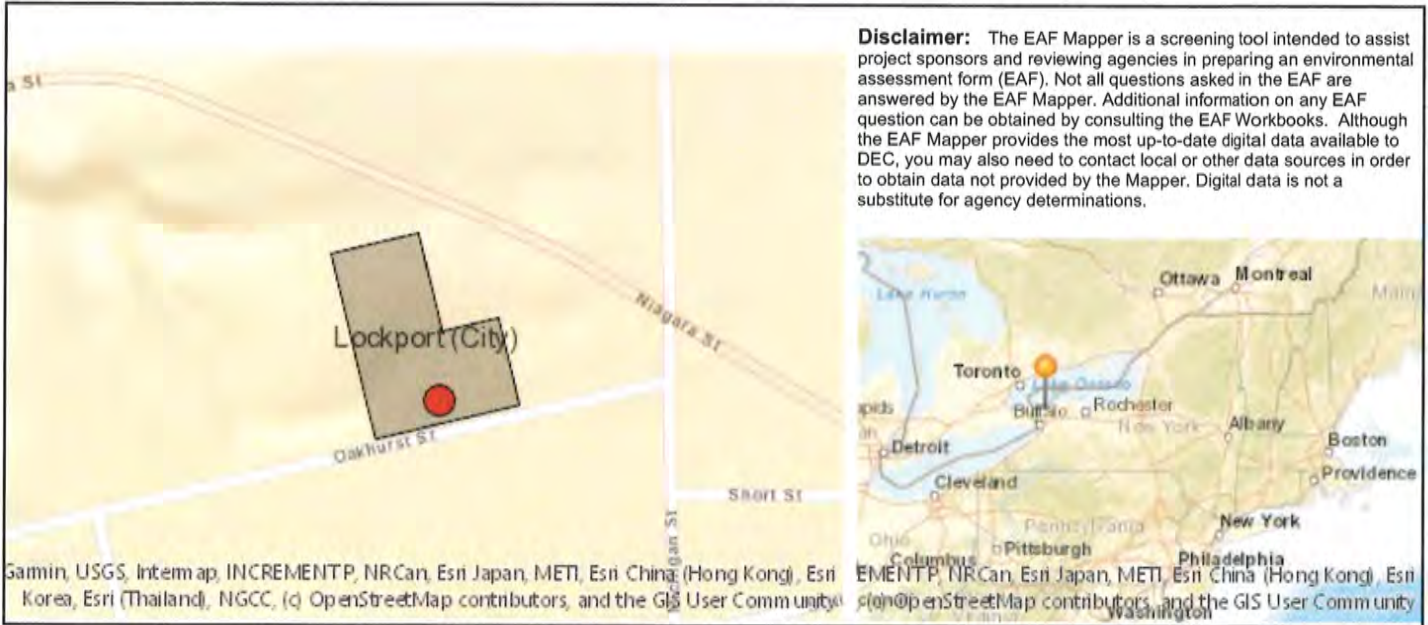 Disclaimer: The EAF Mapper is a screening tool intended to assist
project sponsors and reviewing agencies in preparing an environmental
assessment form (EAF). Not all questions asked in the EAF are
answered by the EAF Mapper. Additional information on any EAF
question can be obtained by consulting the EAF Workbooks. Although
the EAF Mapper provides the most up-to-date digital data available to
DEC, you may also need to contact local or other data sources in order
to obtain data not provided by the Mapper. Digital data is not a
substitute for agency determinations.
a St
Niagara St
Lockport (City)
Oakhurst St
Short St
Garmin, USGS, Intermap, INCREMENT P, NRCan, Esri Japan, METI, Esri China (Hong Kong), Esri
Korea, Esri (Thailand), NGCC, (c) OpenStreetMap contributors, and the GIS User Community
Ottawa
Montreal
Lake Huron
Toronto
Lake Ontario
Buffalo
Rochester
New York
Albany
Detroit
Boston
Providence
Cleveland
New York
Pennsylvania
Ohio
Pittsburgh
Columbus
Philadelphia
EMENT P, NRCan, Esri Japan, METI, Esri China (Hong Kong), Esri
OpenStreetMap contributors, and the GIS User Community
Washington